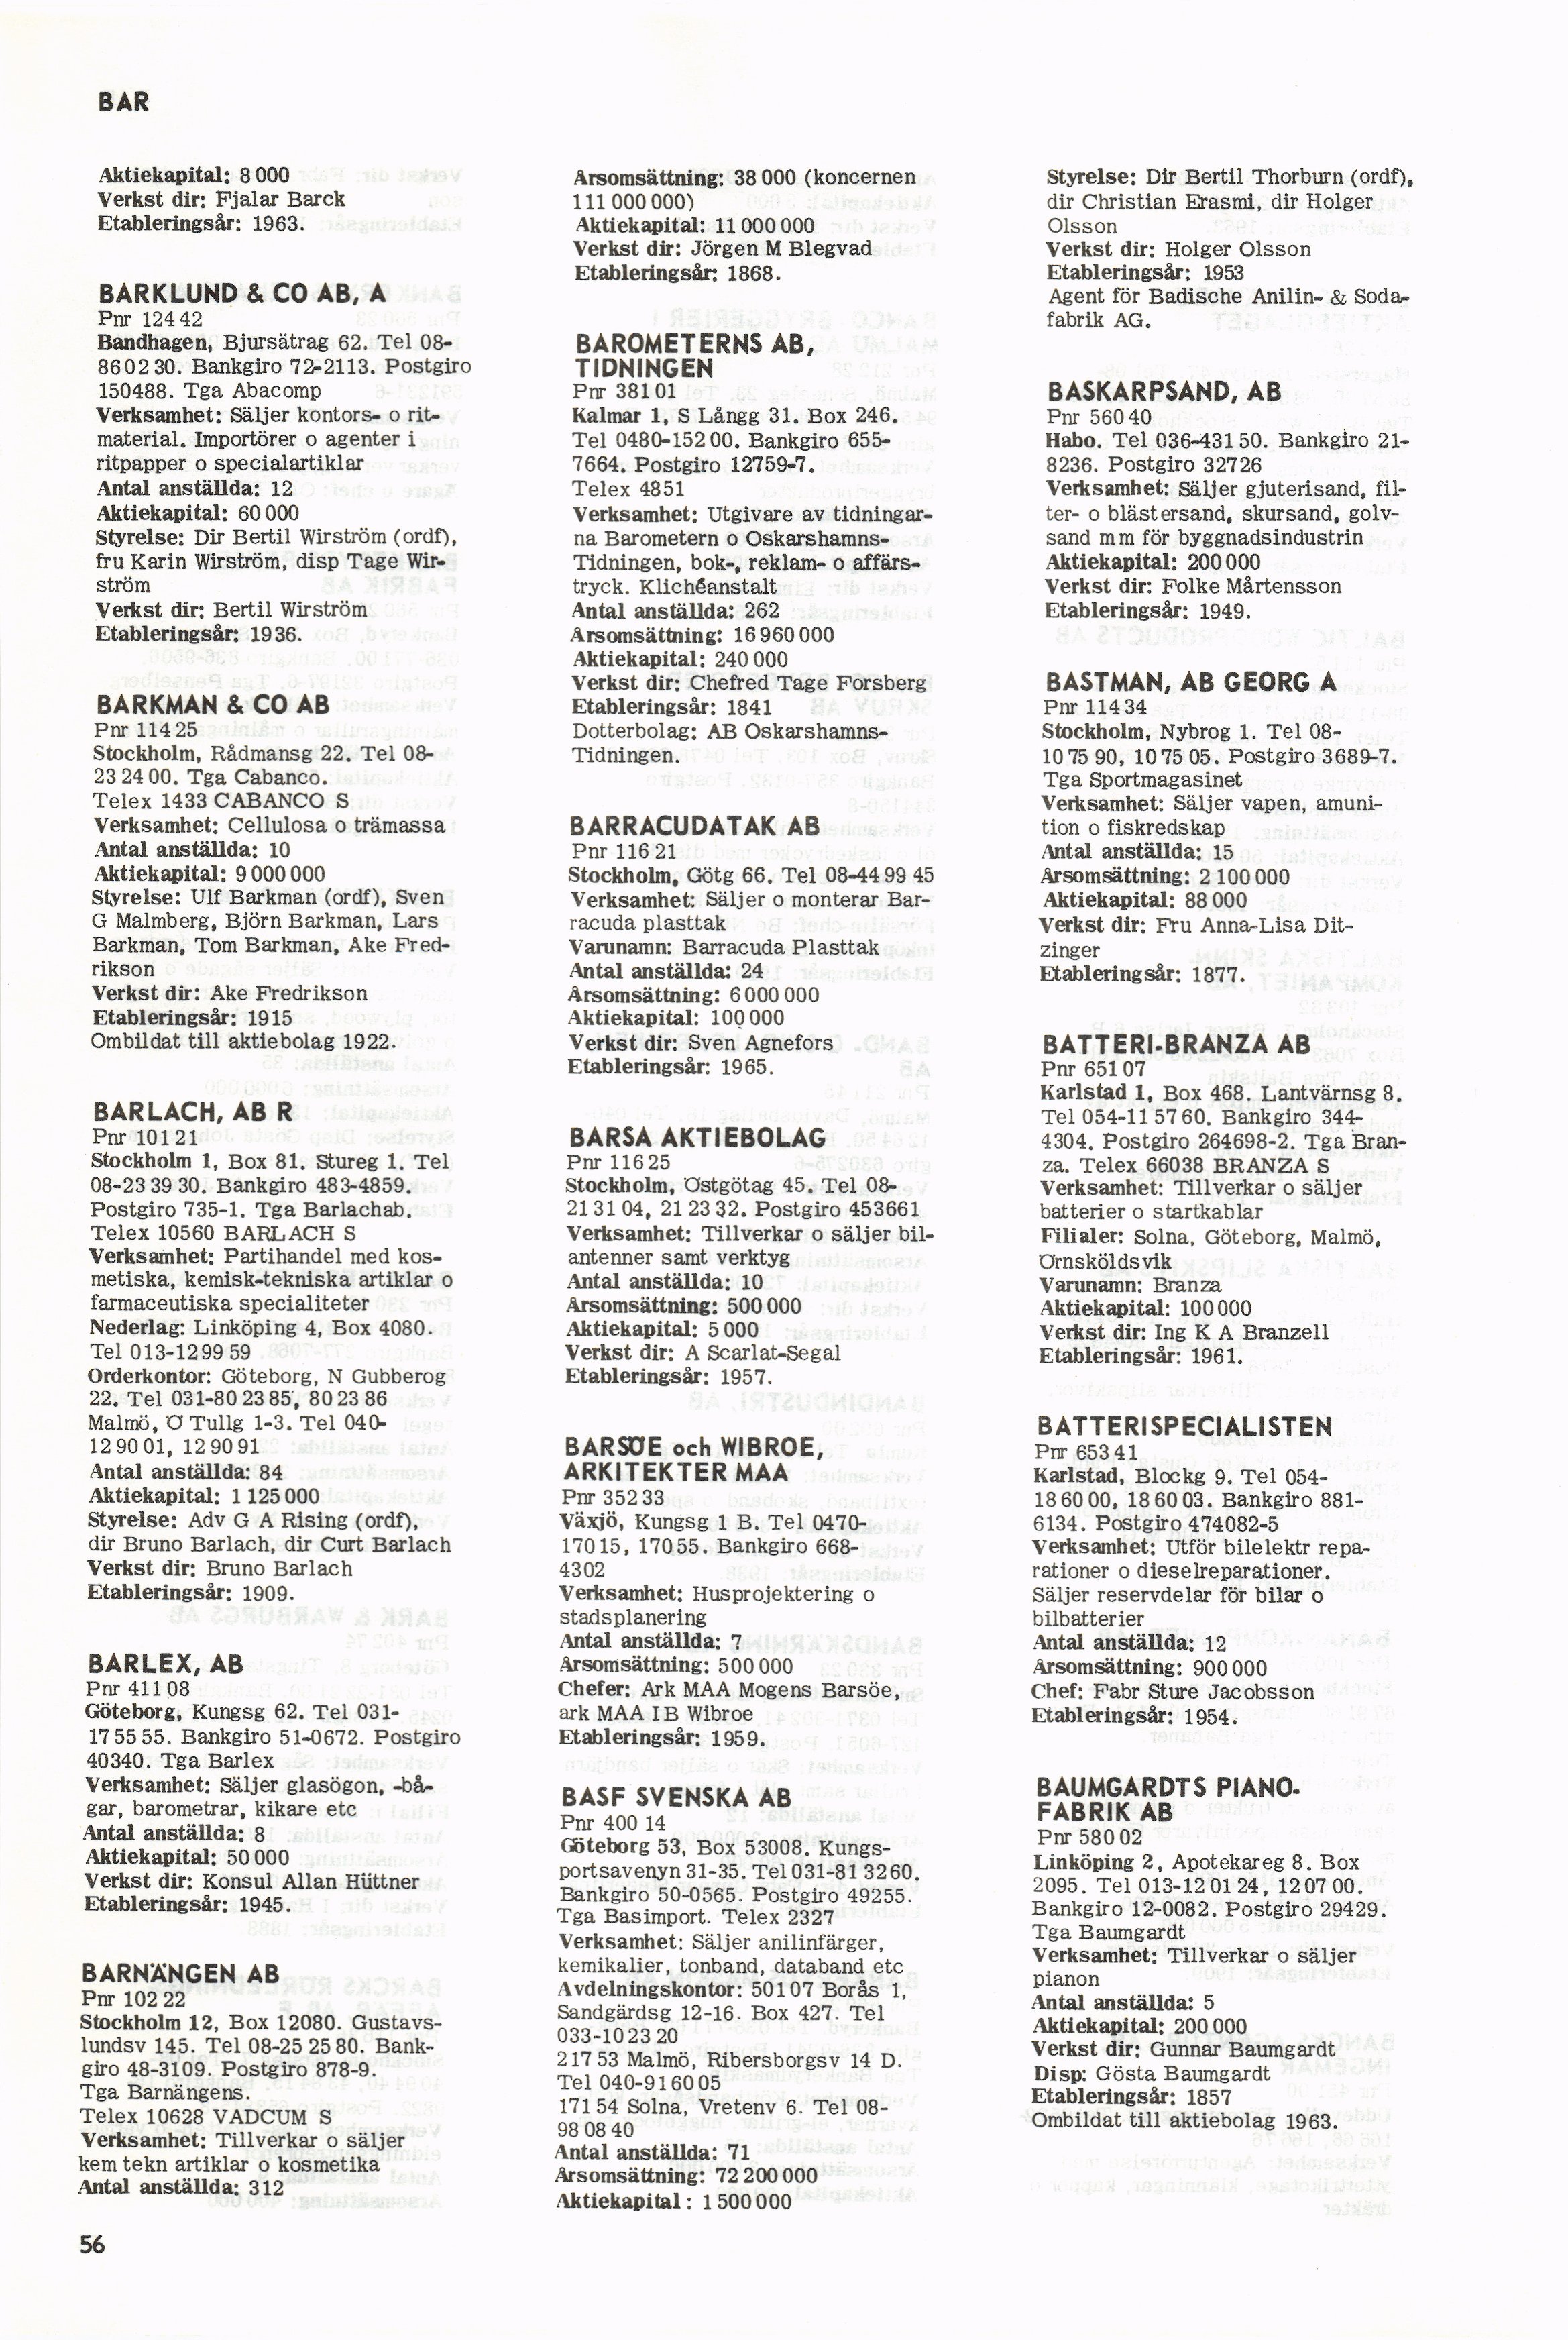 BAR
Aktiekapital: 8 000
Verkst dir: Fjalar Barck
Etableringsår: 1963.
BARKLUND & CO AB, A
Pnr 124 42
Bandhagen, Bjursätrag 62. Tel 08-
86 02 30. Bankgiro 72-2113. Postgiro
150488. Tga Abacomp
Verksamhet: Säljer kontors- o rit-
material. Importörer o agenter i
ritpapper o specialartiklar
Antal anställda: 12
Aktiekapital: 60 000
Styrelse: Dir Bertil Wirström (ordf),
fru Karin Wirström, disp Tage Wir-
ström
Verkst dir: Bertil Wirström
Etableringsår: 1936.
BARKMAN & CO AB
Pnr 114 25
Stockholm, Rådmansg 22. Tel 08-
23 24 00. Tga Cabanco.
Telex 1433 CABANCO S
Verksamhet: Cellulosa o trämassa
Antal anställda: 10
Aktiekapital: 9 000 000
Styrelse: Ulf Barkman (ordf), Sven
G Malmberg, Björn Barkman, Lars
Barkman, Tom Barkman, Ake Fred-
rikson
Verkst dir: Ake Fredrikson
Etableringsår: 1915
Ombildat till aktiebolag 1922.
BARLACH, AB R
Pnr 101 21
Stockholm 1, Box 81. Stureg 1. Tel
08-23 39 30. Bankgiro 483-4859.
Postgiro 735-1. Tga Barlachab.
Telex 10560 BARLACH S
Verksamhet: Partihandel med kos-
metiska, kemisk-tekniska artiklar o
farmaceutiska specialiteter
Nederlag: Linköping 4, Box 4080.
Tel 013-12 99 59
Orderkontor: Göteborg, N Gubberog
22. Tel 031-80 23 85, 80 23 86
Malmö, Ö Tullg 1-3. Tel 040-
12 90 01, 12 90 91
Antal anställda: 84
Aktiekapital: 1 125 000
Styrelse: Adv G A Rising (ordf),
dir Bruno Barlach, dir Curt Barlach
Verkst dir: Bruno Barlach
Etableringsår: 1909.
BARLEX, AB
Pnr 411 08
Göteborg, Kungsg 62. Tel 031-
17 55 55. Bankgiro 51-0672. Postgiro
40340. Tga Barlex
Verksamhet: Säljer glasögon, -bå-
gar, barometrar, kikare etc
Antal anställda: 8
Aktiekapital: 50 000
Verkst dir: Konsul Allan Hüttner
Etableringsår: 1945.
BARNÄNGEN AB
Pnr 102 22
Stockholm 12, Box 12080. Gustavs-
lundsv 145. Tel 08-25 25 80. Bank-
giro 48-3109. Postgiro 878-9.
Tga Barnängens.
Telex 10628 VADCUM S
Verksamhet: Tillverkar o säljer
kem tekn artiklar o kosmetika
Antal anställda: 312
Årsomsättning: 38 000 (koncernen
111 000 000)
Aktiekapital: 11 000 000
Verkst dir: Jörgen M Blegvad
Etableringsår: 1868.
BAROMETERNS AB,
TIDNINGEN
Pnr 381 01
Kalmar 1, S Långg 31. Box 246.
Tel 0480-152 00. Bankgiro 655-
7664. Postgiro 12759-7.
Telex 4851
Verksamhet: Utgivare av tidningar-
na Barometern o Oskarshamns-
Tidningen, bok-, reklam- o affärs-
tryck. Klichéanstalt
Antal anställda: 262
Årsomsättning: 16 960 000
Aktiekapital: 240 000
Verkst dir: Chefred Tage Forsberg
Etableringsår: 1841
Dotterbolag: AB Oskarshamns-
Tidningen.
BARRACUDATAK AB
Pnr 116 21
Stockholm, Götg 66. Tel 08-44 99 45
Verksamhet: Säljer o monterar Bar-
racuda plasttak
Varunamn: Barracuda Plasttak
Antal anställda: 24
Årsomsättning: 6 000 000
Aktiekapital: 100 000
Verkst dir: Sven Agnefors
Etableringsår: 1965.
BARSA AKTIEBOLAG
Pnr 116 25
Stockholm, Östgötag 45. Tel 08-
21 31 04, 21 23 32. Postgiro 453661
Verksamhet: Tillverkar o säljer bil-
antenner samt verktyg
Antal anställda: 10
Årsomsättning: 500 000
Aktiekapital: 5 000
Verkst dir: A Scarlat-Segal
Etableringsår: 1957.
BARSÖE och WIBROE,
ARKITEKTER MAA
Pnr 352 33
Växjö, Kungsg 1 B. Tel 0470-
170 15, 170 55. Bankgiro 668-
4302
Verksamhet: Husprojektering o
stadsplanering
Antal anställda: 7
Årsomsättning: 500 000
Chefer: Ark MAA Mogens Barsöe,
ark MAA I B Wibroe
Etableringsår: 1959.
BASF SVENSKA AB
Pnr 400 14
Göteborg 53, Box 53008. Kungs-
portsavenyn 31-35. Tel 031-81 32 60.
Bankgiro 50-0565. Postgiro 49255.
Tga Basimport. Telex 2327
Verksamhet: Säljer anilinfärger,
kemikalier, tonband, databand etc
Avdelningskontor: 501 07 Borås 1,
Sandgärdsg 12-16. Box 427. Tel
033-10 23 20
217 53 Malmö, Ribersborgsv 14 D.
Tel 040-91 60 05
171 54 Solna, Vretenv 6. Tel 08-
98 08 40
Antal anställda: 71
Årsomsättning: 72 200 000
Aktiekapital: 1 500 000
Styrelse: Dir Bertil Thorburn (ordf),
dir Christian Erasmi, dir Holger
Olsson
Verkst dir: Holger Olsson
Etableringsår: 1953
Agent för Badische Anilin- & Soda-
fabrik AG.
BASKARPSAND, AB
Pnr 560 40
Habo. Tel 036-431 50. Bankgiro 21-
8236. Postgiro 32726
Verksamhet: Säljer gjuterisand, fil-
ter- o blästersand, skursand, golv-
sand m m för byggnadsindustrin
Aktiekapital: 200 000
Verkst dir: Folke Mårtensson
Etableringsår: 1949.
BASTMAN, AB GEORG A
Pnr 114 34
Stockholm, Nybrog 1. Tel 08-
10 75 90, 10 75 05. Postgiro 3689-7.
Tga Sportmagasinet
Verksamhet: Säljer vapen, amuni-
tion o fiskredskap
Antal anställda: 15
Årsomsättning: 2 100 000
Aktiekapital: 88 000
Verkst dir: Fru Anna-Lisa Dit-
zinger
Etableringsår: 1877.
BATTERI-BRANZA AB
Pnr 651 07
Karlstad 1, Box 468. Lantvärnsg 8.
Tel 054-11 57 60. Bankgiro 344-
4304. Postgiro 264698-2. Tga Bran-
za. Telex 66038 BRANZA S
Verksamhet: Tillverkar o säljer
batterier o startkablar
Filialer: Solna, Göteborg, Malmö,
Örnsköldsvik
Varunamn: Branza
Aktiekapital: 100 000
Verkst dir: Ing K A Branzell
Etableringsår: 1961.
BATTERISPECIALISTEN
Pnr 653 41
Karlstad, Blockg 9. Tel 054-
18 60 00, 18 60 03. Bankgiro 881-
6134. Postgiro 474082-5
Verksamhet: Utför bilelektr repa-
rationer o dieselreparationer.
Säljer reservdelar för bilar o
bilbatterier
Antal anställda: 12
Årsomsättning: 900 000
Chef: Fabr Sture Jacobsson
Etableringsår: 1954.
BAUMGARDTS PIANO-
FABRIK AB
Pnr 580 02
Linköping 2, Apotekareg 8. Box
2095. Tel 013-12 01 24, 12 07 00.
Bankgiro 12-0082. Postgiro 29429.
Tga Baumgardt
Verksamhet: Tillverkar o säljer
pianon
Antal anställda: 5
Aktiekapital: 200 000
Verkst dir: Gunnar Baumgardt
Disp: Gösta Baumgardt
Etableringsår: 1857
Ombildat till aktiebolag 1963.
56